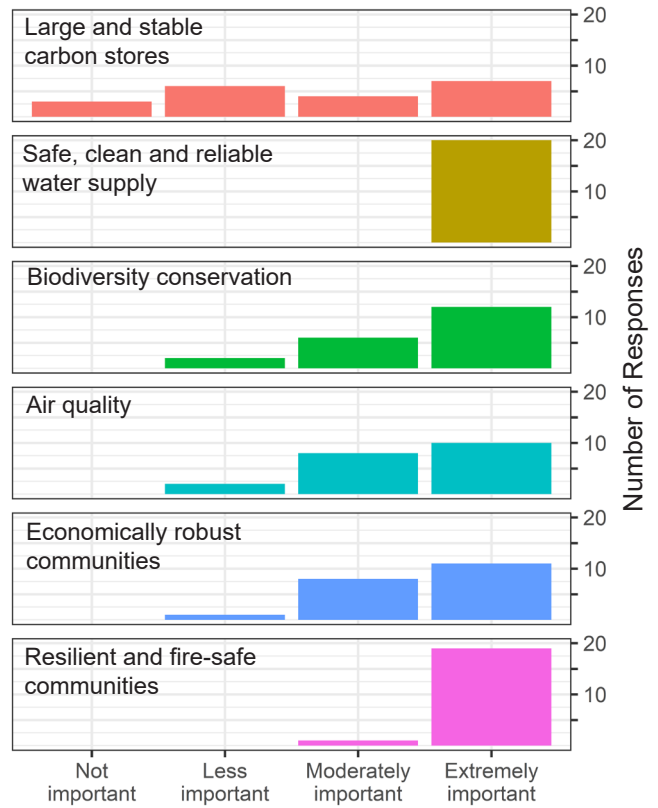 Large and stable
carbon stores
20
10
Safe, clean and reliable
water supply
20
10
Biodiversity conservation
20
10
Air quality
20
10
Economically robust
communities
20
10
Resilient and fire-safe
communities
20
10
Number of Responses
Not
important
Less
important
Moderately
important
Extremely
important